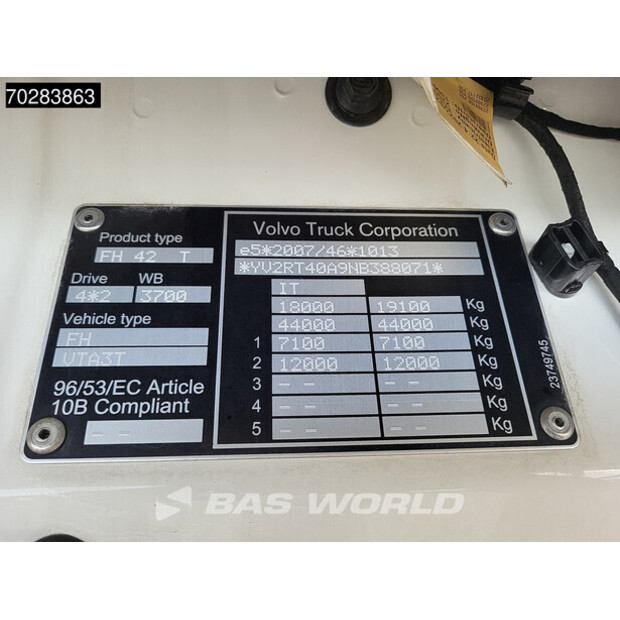 70283863
Volvo Truck Corporation
Product type
FH 42 T
e5*2007/46*1013
*YV2RT40A9NB388071*
Drive WB
4*2 3700
Vehicle type
FH
VTA3T
96/53/EC Article
10B Compliant
- -
IT
18000 19100 Kg
44000 44000 Kg
1 7100 7100 Kg
2 12000 12000 Kg
3 - - - - Kg
4 - - - - Kg
5 - - - - Kg
23749745
BAS WORLD